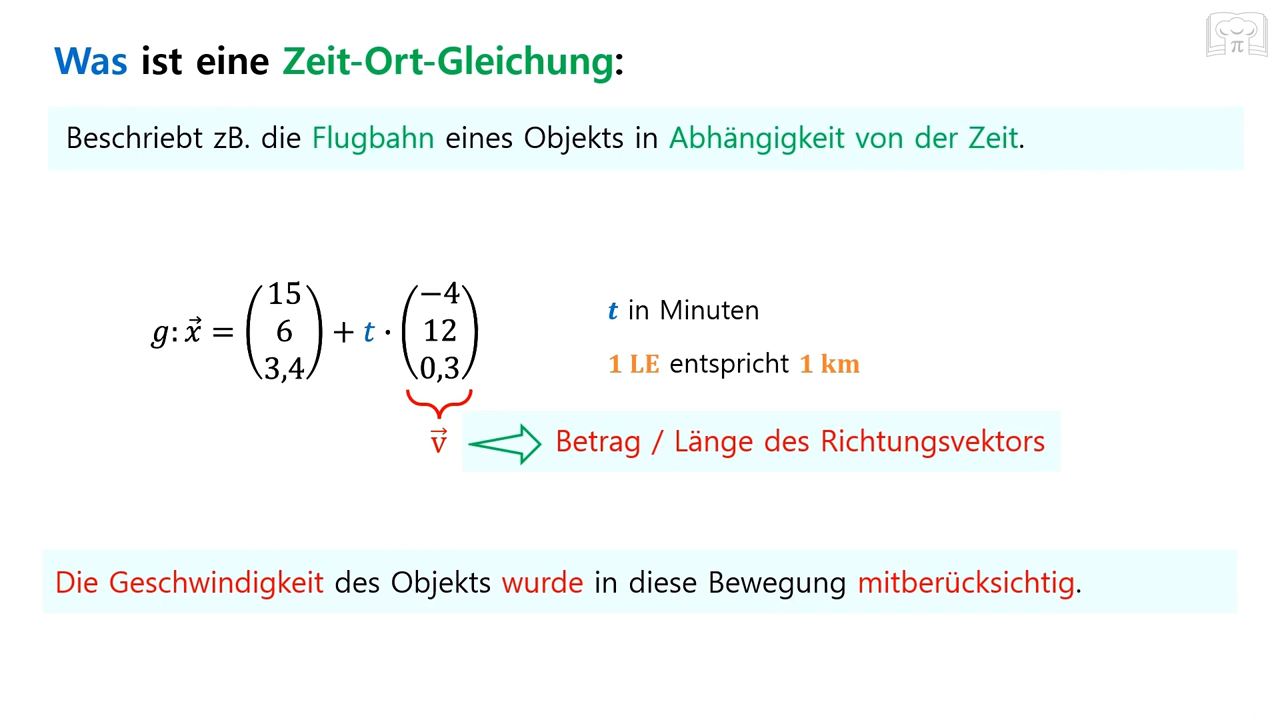 Was ist eine Zeit-Ort-Gleichung:
Beschriebt zB. die Flugbahn eines Objekts in Abhängigkeit von der Zeit.
g: x⃗ = (15 6 3,4) + t · (−4 12 0,3)
t in Minuten
1 LE entspricht 1 km
v⃗ Betrag / Länge des Richtungsvektors
Die Geschwindigkeit des Objekts wurde in diese Bewegung mitberücksichtig.
π